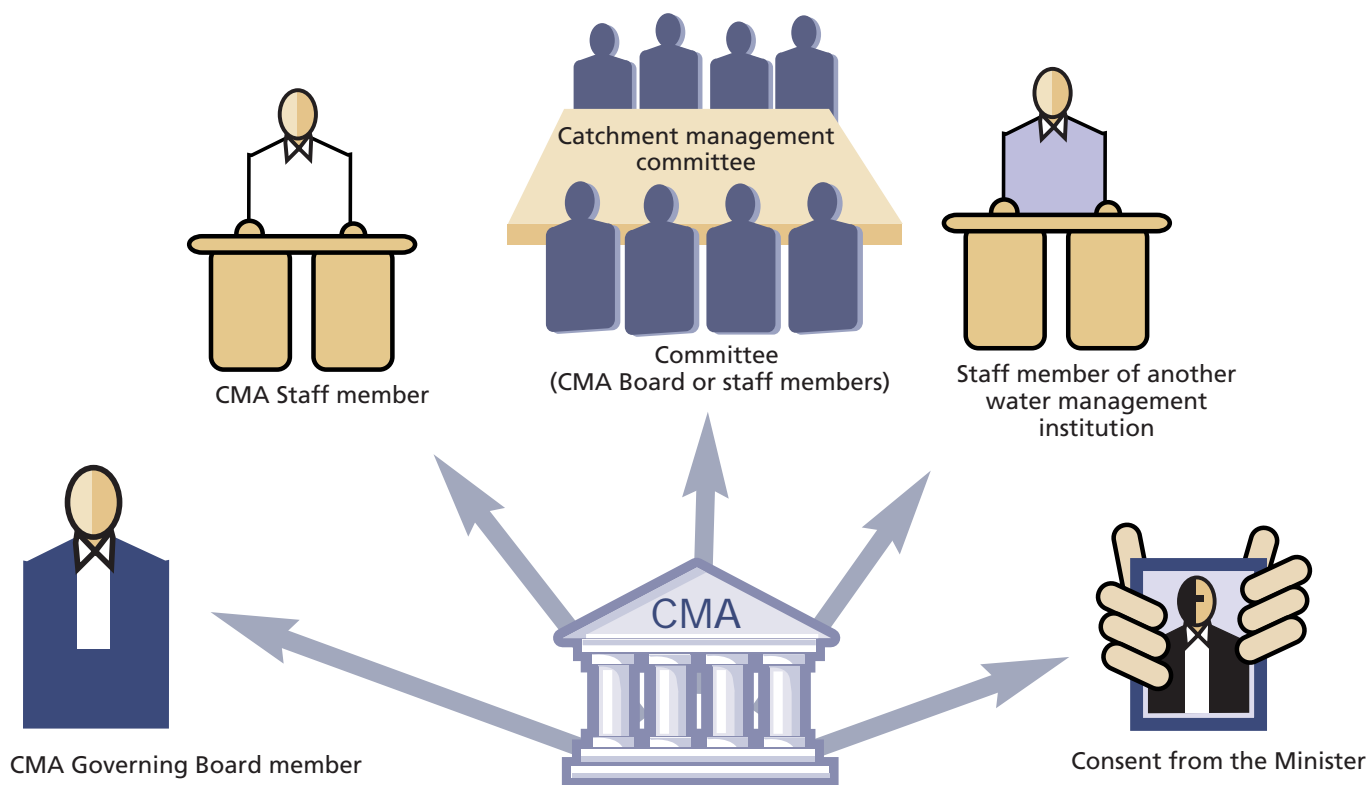 Catchment management
committee
Committee
(CMA Board or staff members)
CMA Staff member
Staff member of another
water management
institution
CMA
CMA Governing Board member
Consent from the Minister